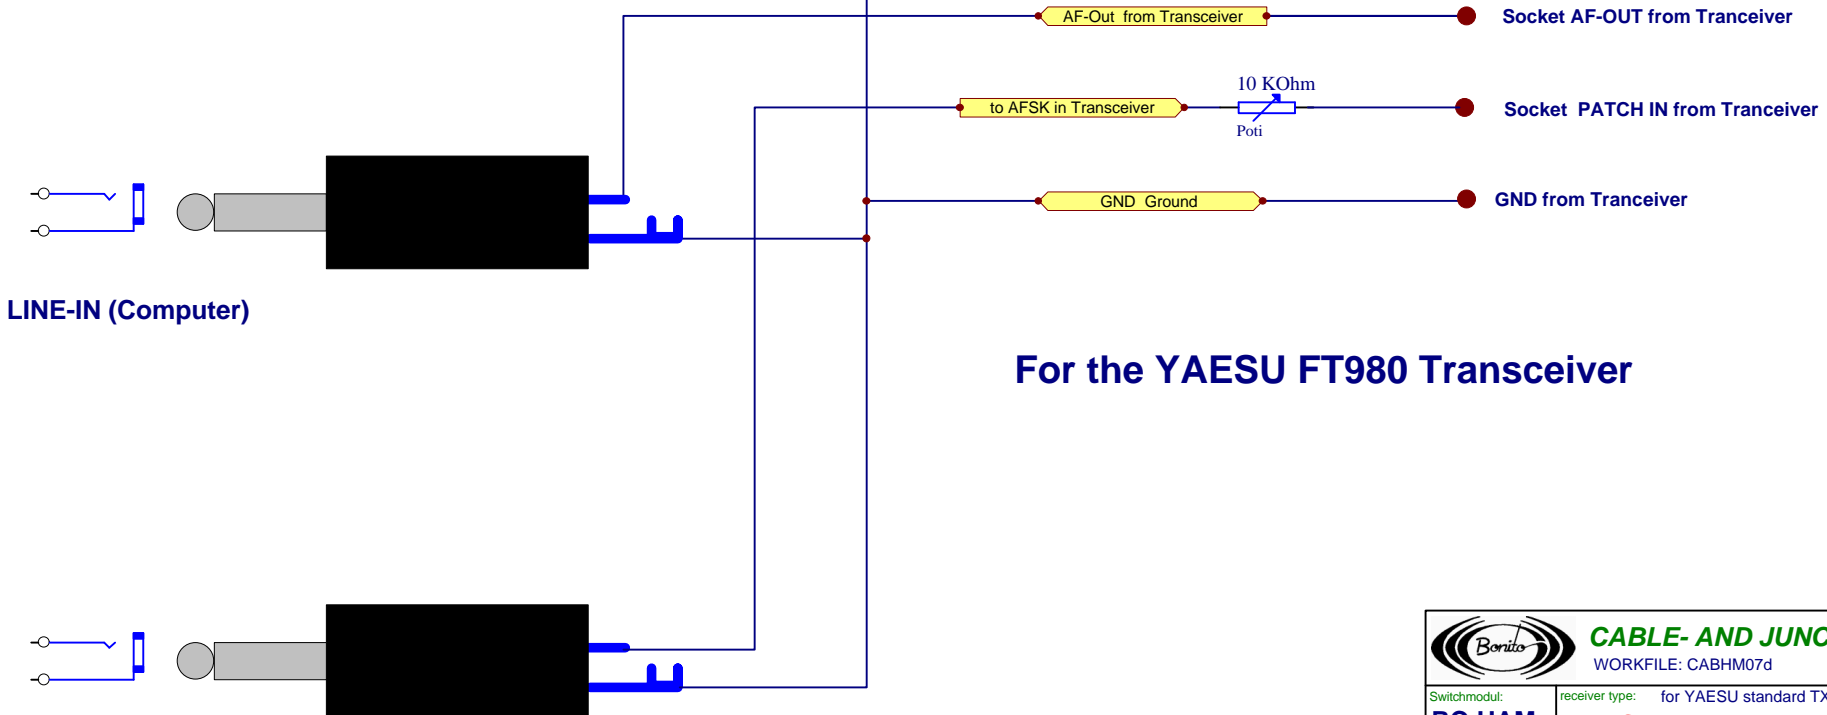 AF-Out from Transceiver
Socket AF-OUT from Tranceiver
10 KOhm
to AFSK in Transceiver
Poti
Socket PATCH IN from Tranceiver
GND Ground
GND from Tranceiver
LINE-IN (Computer)
For the YAESU FT980 Transceiver
Bonito
CABLE- AND JUNC
WORKFILE: CABHM07d
Switchmodul:
receiver type: for YAESU standard TX